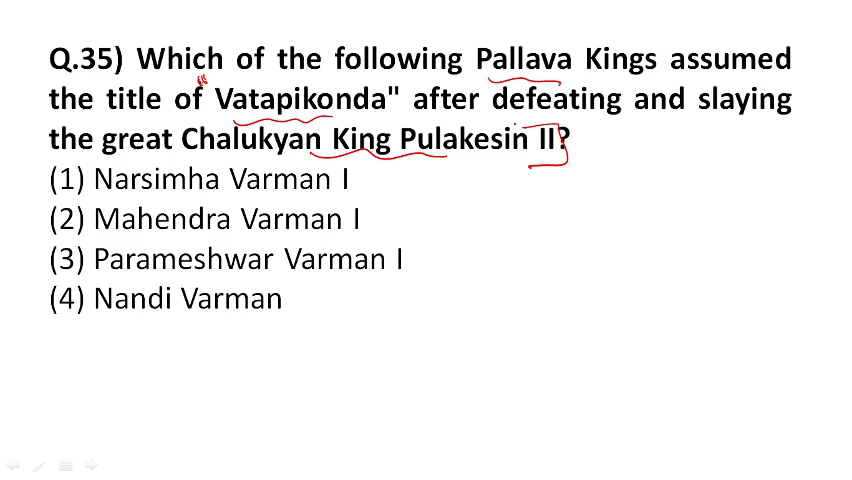 Q.35) Which of the following Pallava Kings assumed
the title of " Vatapikonda" after defeating and slaying
the great Chalukyan King Pulakesin II?
(1) Narsimha Varman I
(2) Mahendra Varman I
(3) Parameshwar Varman I
(4) Nandi Varman